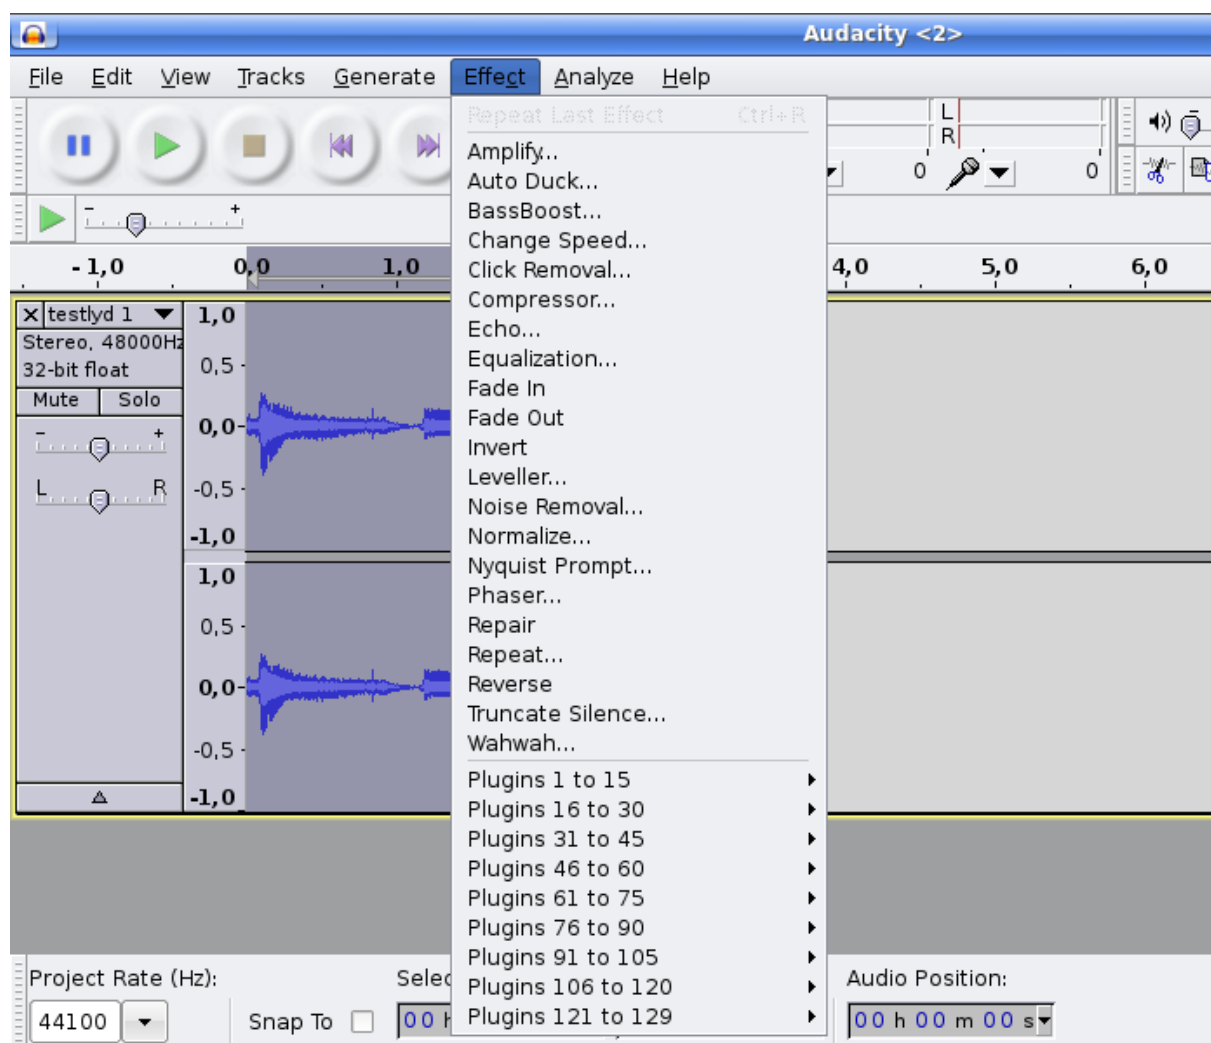 Audacity <2>
File Edit View Tracks Generate Effect Analyze Help
Repeat Last Effect Ctrl+R
Amplify...
Auto Duck...
BassBoost...
Change Speed...
Click Removal...
Compressor...
Echo...
Equalization...
Fade In
Fade Out
Invert
Leveller...
Noise Removal...
Normalize...
Nyquist Prompt...
Phaser...
Repair
Repeat...
Reverse
Truncate Silence...
Wahwah...
Plugins 1 to 15
Plugins 16 to 30
Plugins 31 to 45
Plugins 46 to 60
Plugins 61 to 75
Plugins 76 to 90
Plugins 91 to 105
Plugins 106 to 120
Plugins 121 to 129
L
R
0 0
- +
-1,0 0,0 1,0 4,0 5,0 6,0
testlyd 1
Stereo, 48000Hz
32-bit float
Mute Solo
- +
L R
1,0
0,5
0,0
-0,5
-1,0
1,0
0,5
0,0
-0,5
-1,0
Project Rate (Hz):
44100
Snap To
Selec
00 h
Audio Position:
00 h 00 m 00 s